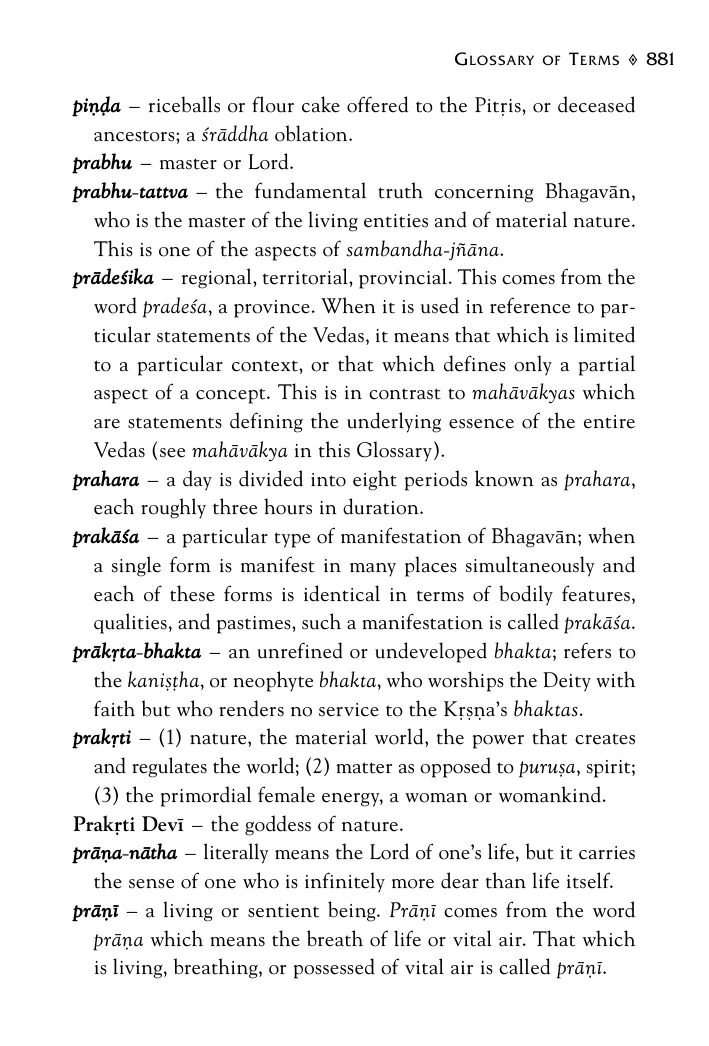 GLOSSARY OF TERMS ◊ 881
piṇḍa – riceballs or flour cake offered to the Pitṛis, or deceased
ancestors; a śrāddha oblation.
prabhu – master or Lord.
prabhu-tattva – the fundamental truth concerning Bhagavān,
who is the master of the living entities and of material nature.
This is one of the aspects of sambandha-jñāna.
prādeśika – regional, territorial, provincial. This comes from the
word pradeśa, a province. When it is used in reference to par-
ticular statements of the Vedas, it means that which is limited
to a particular context, or that which defines only a partial
aspect of a concept. This is in contrast to mahāvākyas which
are statements defining the underlying essence of the entire
Vedas (see mahāvākya in this Glossary).
prahara – a day is divided into eight periods known as prahara,
each roughly three hours in duration.
prakāśa – a particular type of manifestation of Bhagavān; when
a single form is manifest in many places simultaneously and
each of these forms is identical in terms of bodily features,
qualities, and pastimes, such a manifestation is called prakāśa.
prākṛta-bhakta – an unrefined or undeveloped bhakta; refers to
the kaniṣṭha, or neophyte bhakta, who worships the Deity with
faith but who renders no service to the Kṛṣṇa's bhaktas.
prakṛti – (1) nature, the material world, the power that creates
and regulates the world; (2) matter as opposed to puruṣa, spirit;
(3) the primordial female energy, a woman or womankind.
Prakṛti Devī – the goddess of nature.
prāṇa-nātha – literally means the Lord of one's life, but it carries
the sense of one who is infinitely more dear than life itself.
prāṇī – a living or sentient being. Prāṇī comes from the word
prāṇa which means the breath of life or vital air. That which
is living, breathing, or possessed of vital air is called prāṇī.